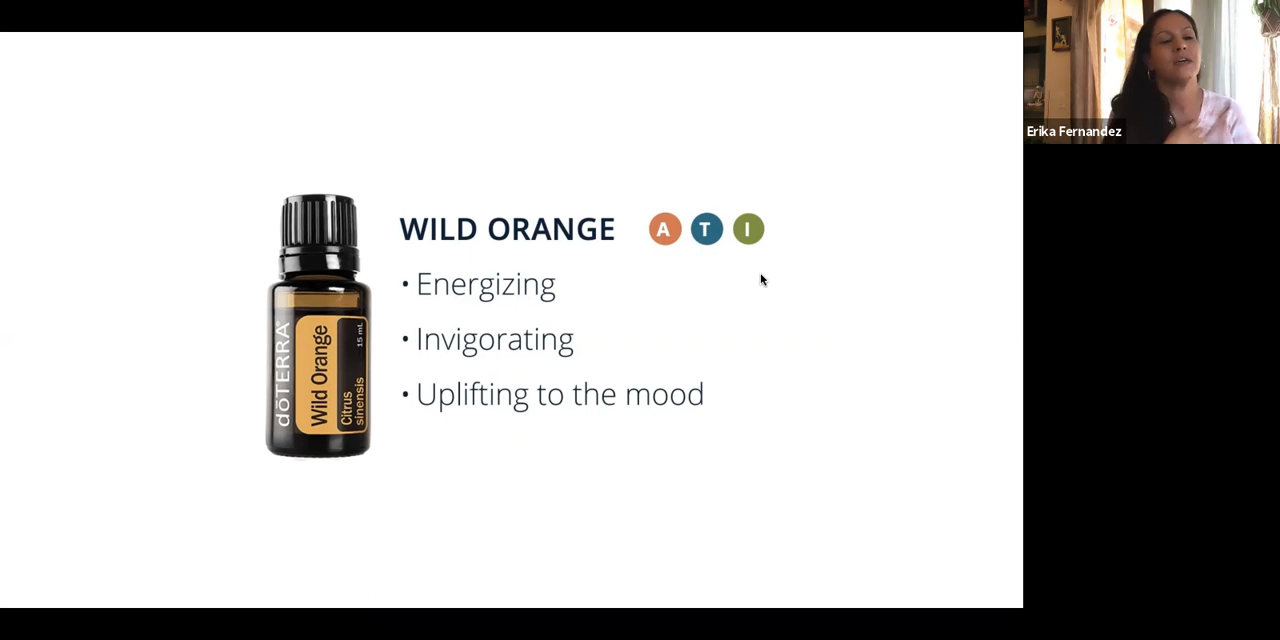 WILD ORANGE A T I
• Energizing
• Invigorating
• Uplifting to the mood
dōTERRA
Wild Orange
Citrus
sinensis
15 mL
Erika Fernandez